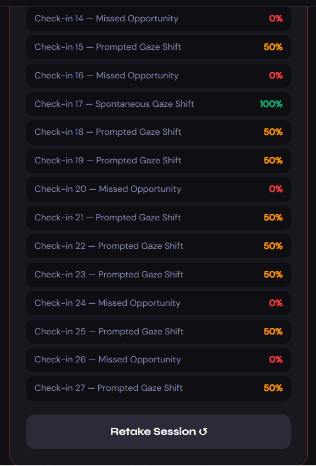 Check-in 14 — Missed Opportunity 0%
Check-in 15 — Prompted Gaze Shift 50%
Check-in 16 — Missed Opportunity 0%
Check-in 17 — Spontaneous Gaze Shift 100%
Check-in 18 — Prompted Gaze Shift 50%
Check-in 19 — Prompted Gaze Shift 50%
Check-in 20 — Missed Opportunity 0%
Check-in 21 — Prompted Gaze Shift 50%
Check-in 22 — Prompted Gaze Shift 50%
Check-in 23 — Prompted Gaze Shift 50%
Check-in 24 — Missed Opportunity 0%
Check-in 25 — Prompted Gaze Shift 50%
Check-in 26 — Missed Opportunity 0%
Check-in 27 — Prompted Gaze Shift 50%
Retake Session ↺